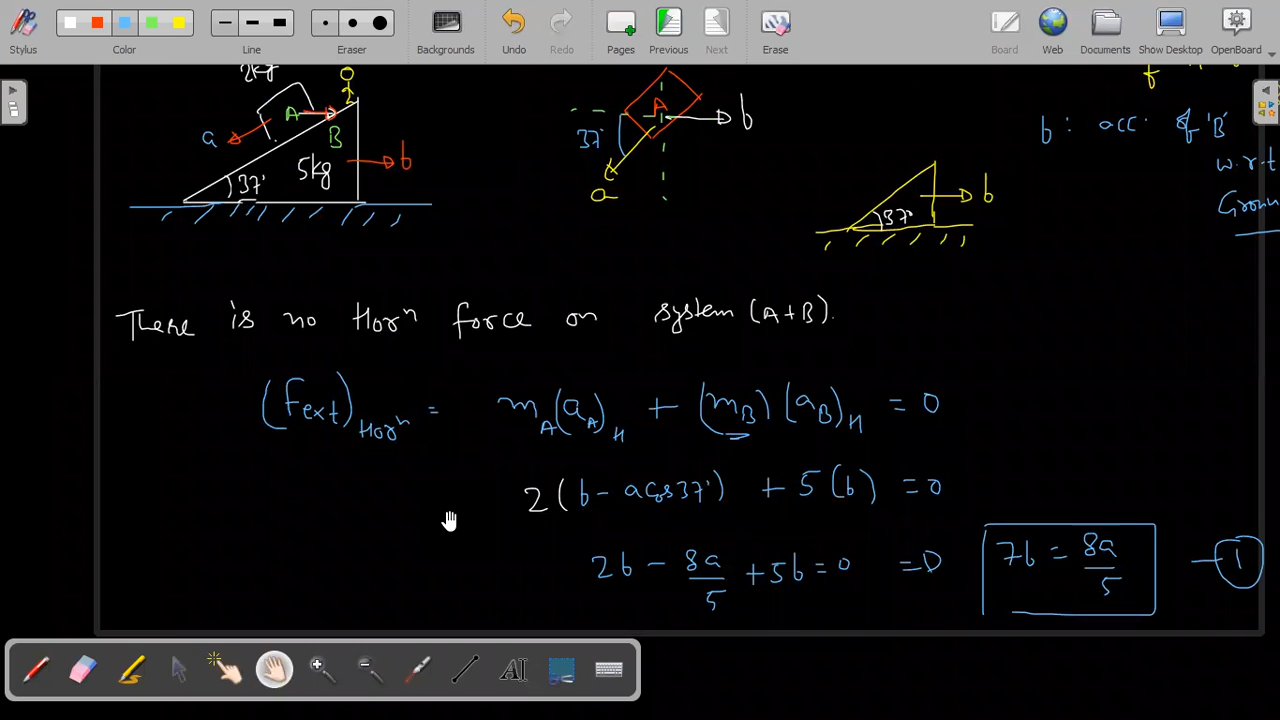 Stylus
Color
Line
Eraser
Backgrounds
Undo
Redo
Pages
Previous
Next
Erase
Board
Web
Documents
Show Desktop
OpenBoard
2kg
A
B
a
b
5kg
37°
A
b
37°
a
b
37°
b : acc. of 'B'
w.r.t
There is no Horⁿ force on system (A+B).
(Fext)Horⁿ = mA(aA)H + (mB)(aB)H = 0
2(b - acos37°) + 5(b) = 0
2b - 8a/5 + 5b = 0 ⇒ 7b = 8a/5 — 1